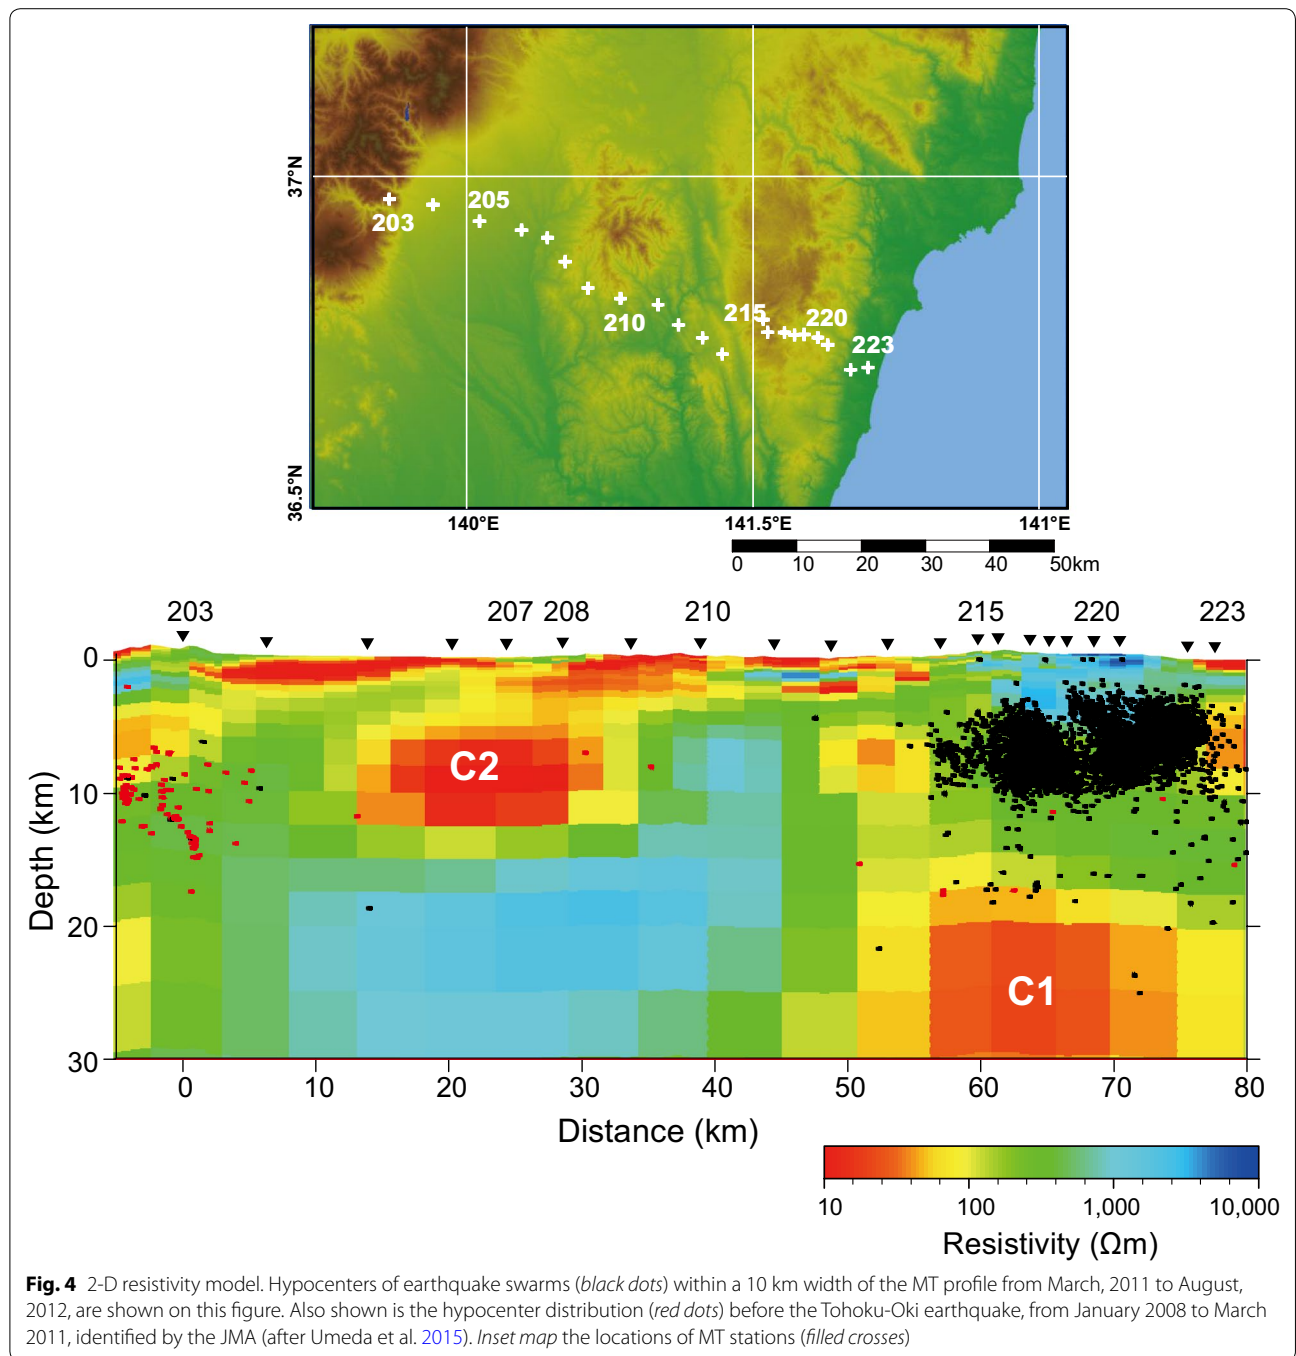 37°N
36.5°N
203
205
210
215
220
223
140°E
141.5°E
141°E
0 10 20 30 40 50km
203 207 208 210 215 220 223
Depth (km)
0
10
20
30
C2
C1
0 10 20 30 40 50 60 70 80
Distance (km)
10 100 1,000 10,000
Resistivity (Ωm)
Fig. 4 2-D resistivity model. Hypocenters of earthquake swarms (black dots) within a 10 km width of the MT profile from March, 2011 to August,
2012, are shown on this figure. Also shown is the hypocenter distribution (red dots) before the Tohoku-Oki earthquake, from January 2008 to March
2011, identified by the JMA (after Umeda et al. 2015). Inset map the locations of MT stations (filled crosses)